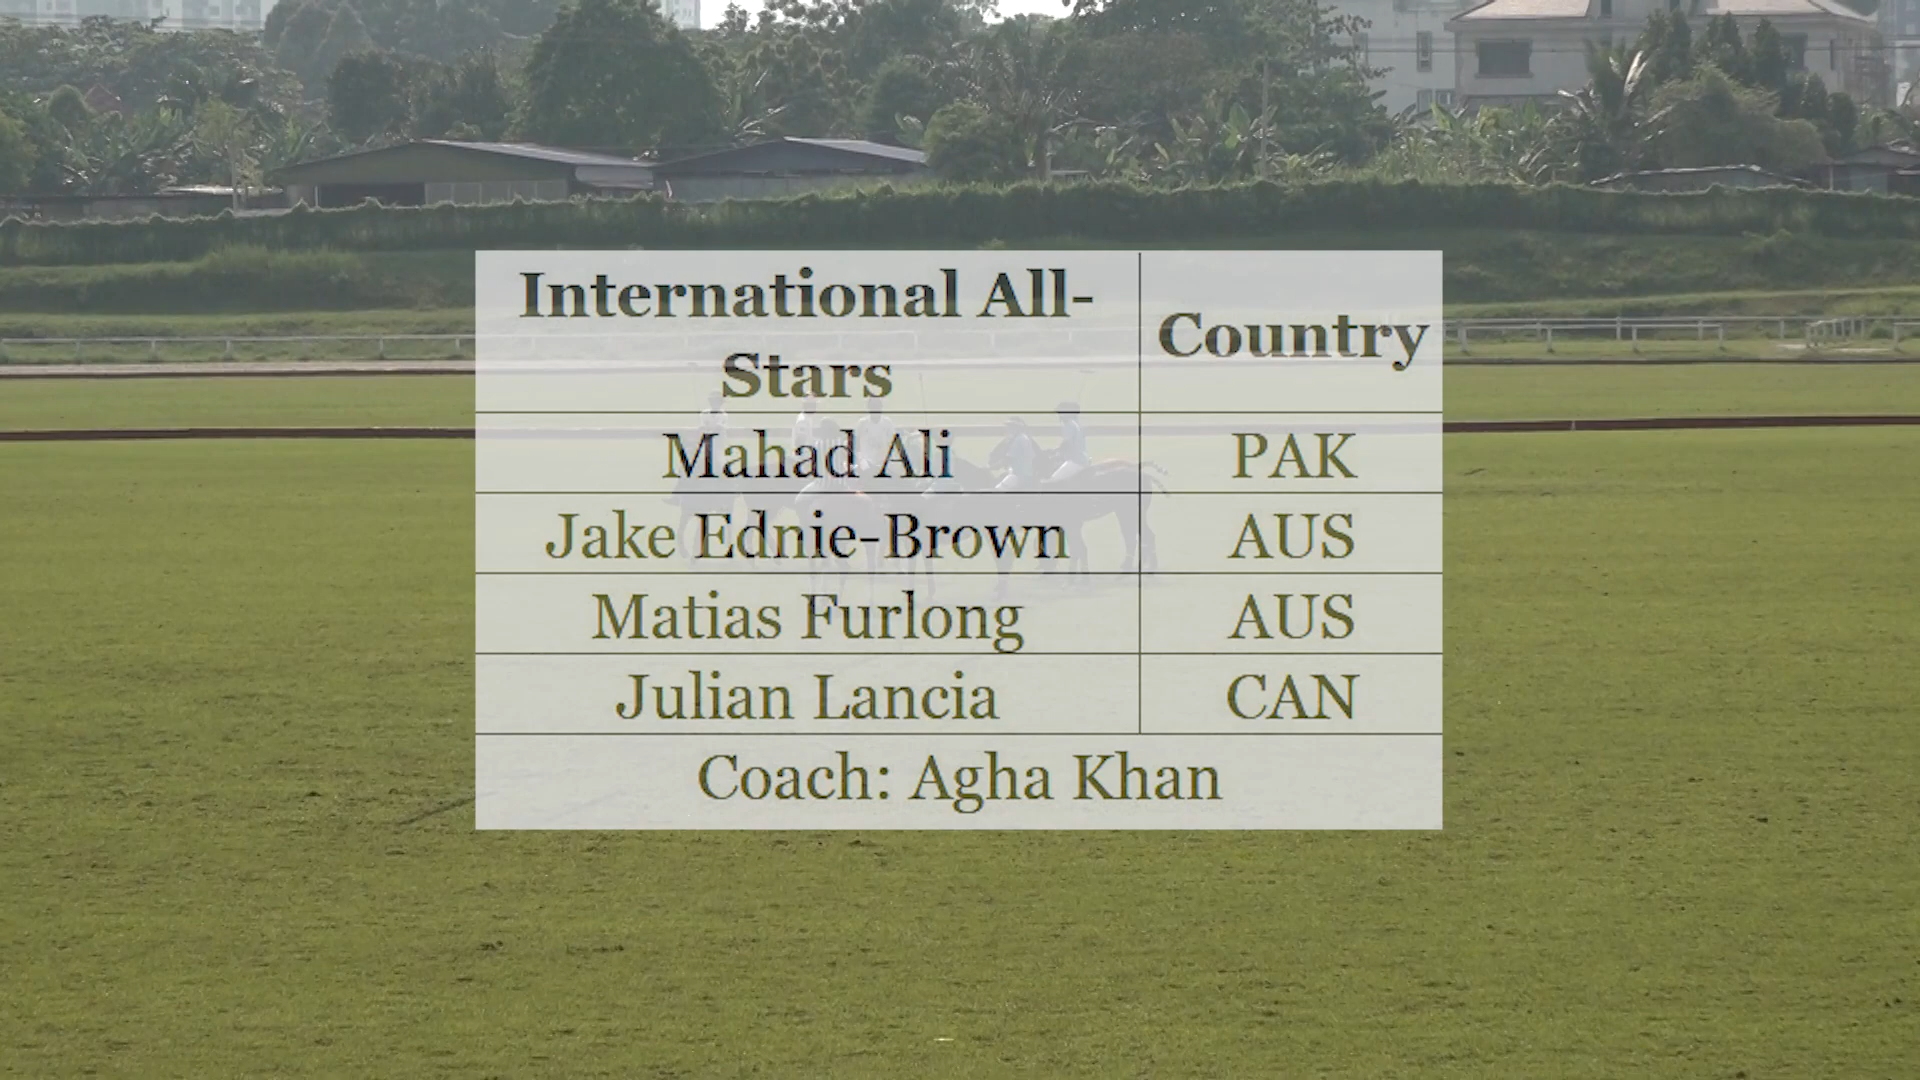 International All-
Stars
Country
Mahad Ali PAK
Jake Ednie-Brown AUS
Matias Furlong AUS
Julian Lancia CAN
Coach: Agha Khan